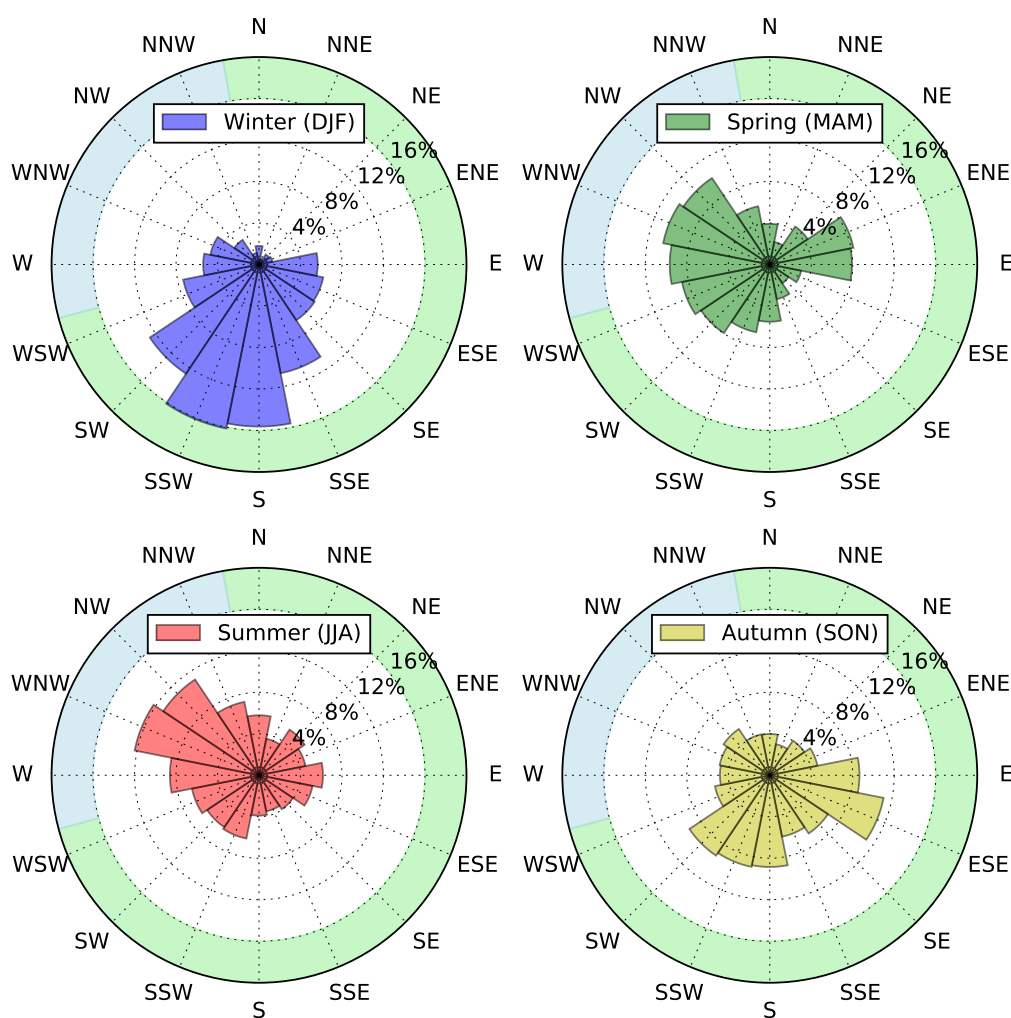 N
NNW
NNE
NW
NE
Winter (DJF)
16%
12%
WNW
ENE
8%
4%
W
E
WSW
ESE
SW
SE
SSW
SSE
S
N
NNW
NNE
NW
NE
Spring (MAM)
16%
12%
WNW
ENE
8%
4%
W
E
WSW
ESE
SW
SE
SSW
SSE
S
N
NNW
NNE
NW
NE
Summer (JJA)
16%
12%
WNW
ENE
8%
4%
W
E
WSW
ESE
SW
SE
SSW
SSE
S
N
NNW
NNE
NW
NE
Autumn (SON)
16%
12%
WNW
ENE
8%
4%
W
E
WSW
ESE
SW
SE
SSW
SSE
S